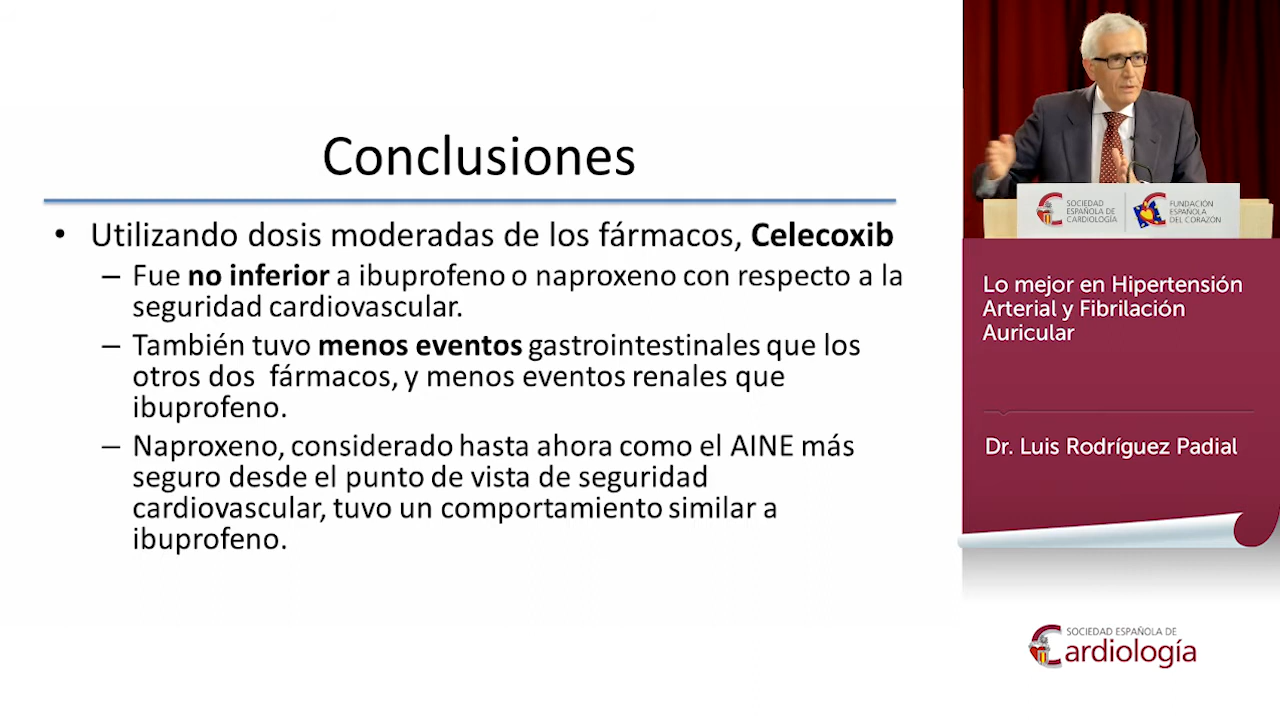 Conclusiones
• Utilizando dosis moderadas de los fármacos, Celecoxib
– Fue no inferior a ibuprofeno o naproxeno con respecto a la
seguridad cardiovascular.
– También tuvo menos eventos gastrointestinales que los
otros dos fármacos, y menos eventos renales que
ibuprofeno.
– Naproxeno, considerado hasta ahora como el AINE más
seguro desde el punto de vista de seguridad
cardiovascular, tuvo un comportamiento similar a
ibuprofeno.
SOCIEDAD
ESPAÑOLA DE
CARDIOLOGÍA
FUNDACIÓN
ESPAÑOLA
DEL CORAZÓN
Lo mejor en Hipertensión
Arterial y Fibrilación
Auricular
Dr. Luis Rodríguez Padial
SOCIEDAD ESPAÑOLA DE
Cardiología